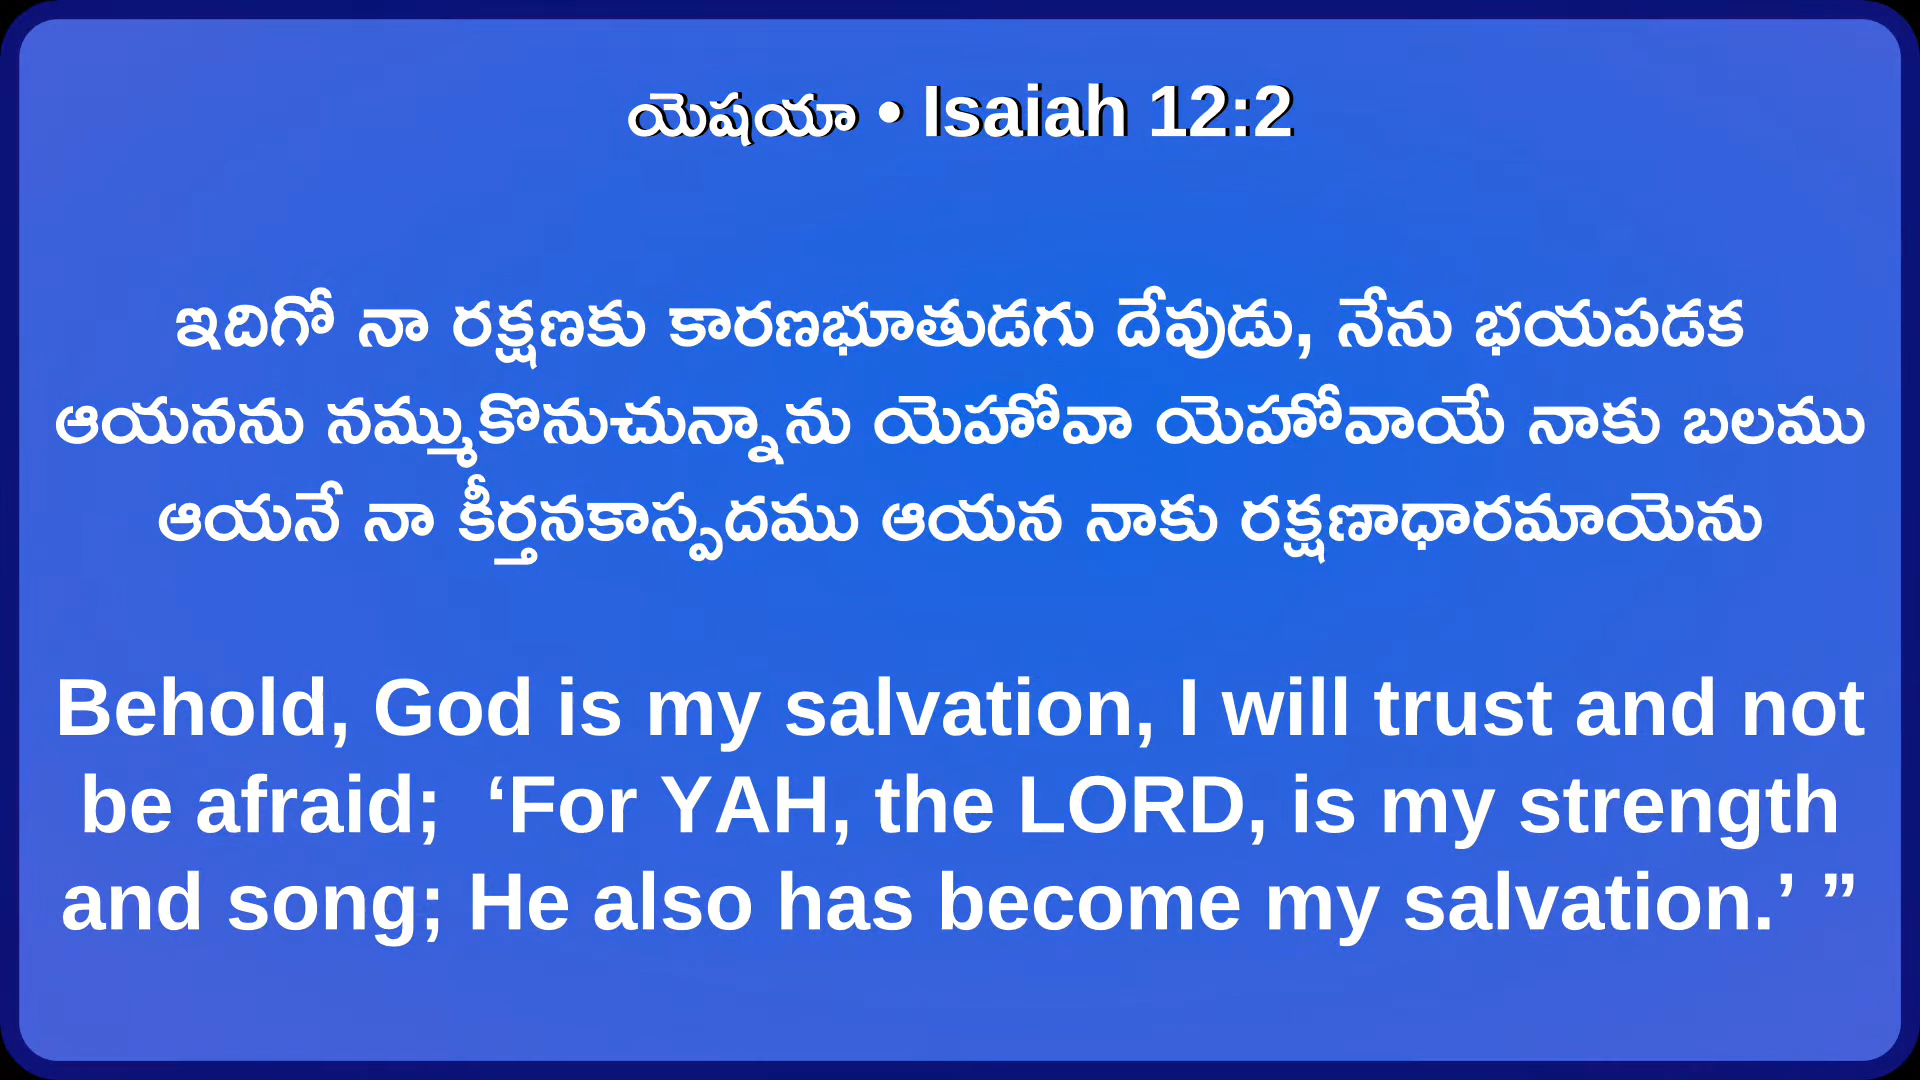 యెషయా • Isaiah 12:2
ఇదిగో నా రక్షణకు కారణభూతుడగు దేవుడు, నేను భయపడక
ఆయనను నమ్ముకొనుచున్నాను యెహోవా యెహోవాయే నాకు బలము
ఆయనే నా కీర్తనకాస్పదము ఆయన నాకు రక్షణాధారమాయెను
Behold, God is my salvation, I will trust and not
be afraid;  ‘For YAH, the LORD, is my strength
and song; He also has become my salvation.’ ”